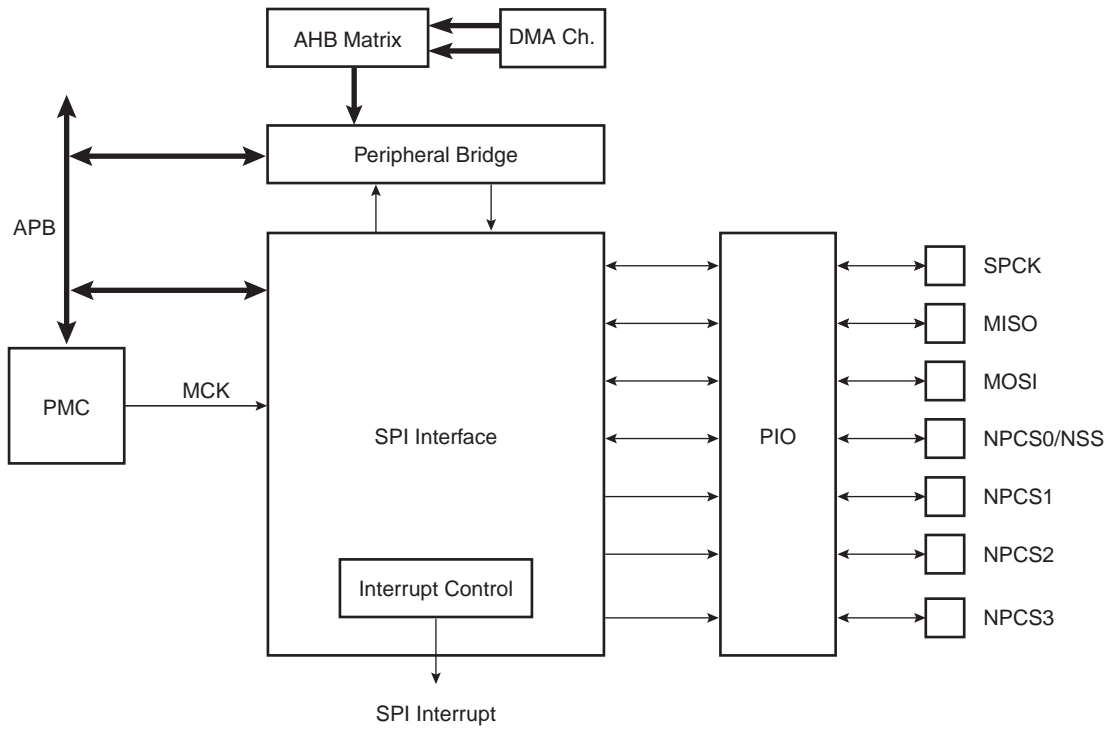 AHB Matrix
DMA Ch.
Peripheral Bridge
APB
SPCK
MISO
PMC
MCK
MOSI
SPI Interface
PIO
NPCS0/NSS
NPCS1
NPCS2
Interrupt Control
NPCS3
SPI Interrupt